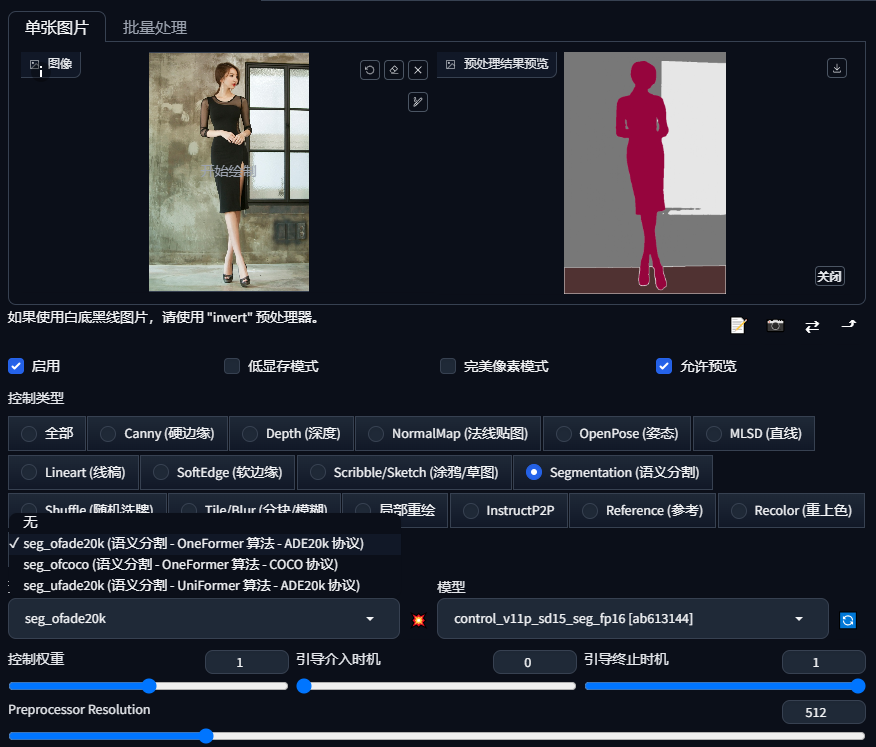 单张图片
批量处理
图像
预处理结果预览
开始绘制
关闭
如果使用白底黑线图片，请使用 "invert" 预处理器。
启用
低显存模式
完美像素模式
允许预览
控制类型
全部
Canny (硬边缘)
Depth (深度)
NormalMap (法线贴图)
OpenPose (姿态)
MLSD (直线)
Lineart (线稿)
SoftEdge (软边缘)
Scribble/Sketch (涂鸦/草图)
Segmentation (语义分割)
Shuffle (随机洗牌)
Tile/Blur (分块/模糊)
局部重绘
InstructP2P
Reference (参考)
Recolor (重上色)
无
✓ seg_ofade20k (语义分割 - OneFormer 算法 - ADE20k 协议)
seg_ofcoco (语义分割 - OneFormer 算法 - COCO 协议)
seg_ufade20k (语义分割 - UniFormer 算法 - ADE20k 协议)
模型
seg_ofade20k
control_v11p_sd15_seg_fp16 [ab613144]
控制权重
1
引导介入时机
0
引导终止时机
1
Preprocessor Resolution
512